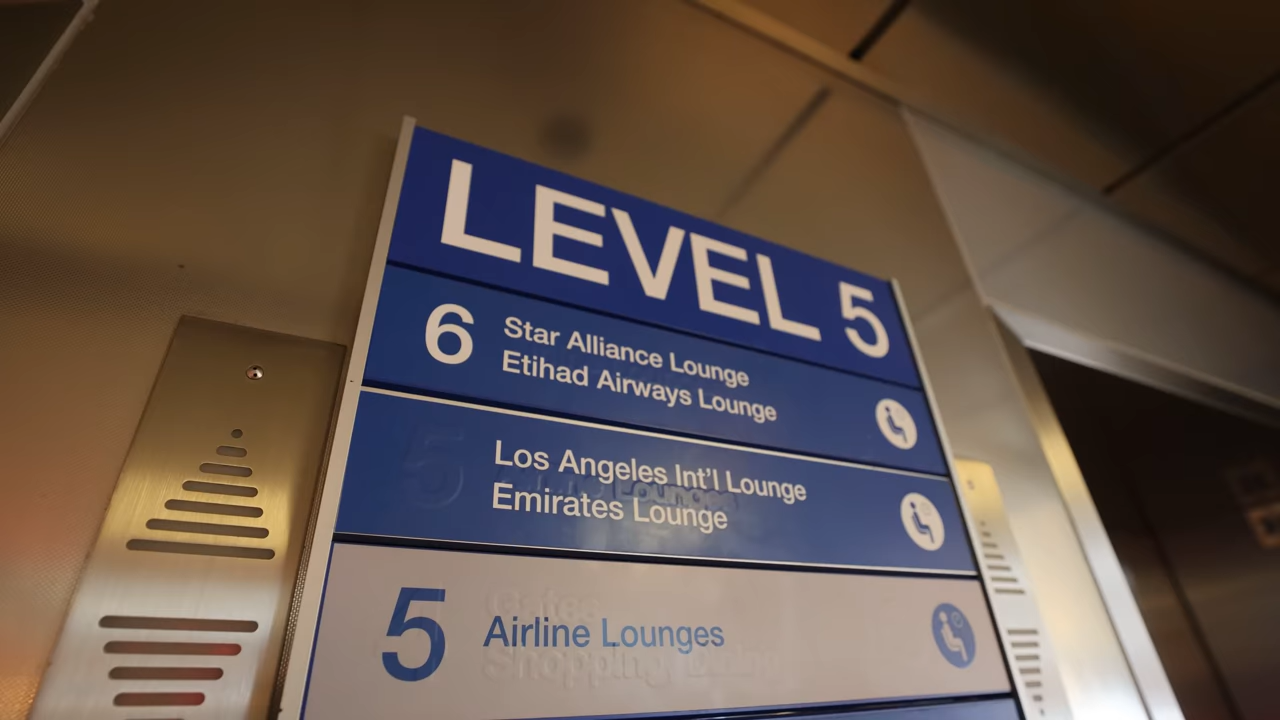 LEVEL 5
6
Star Alliance Lounge
Etihad Airways Lounge
Los Angeles Int'l Lounge
Emirates Lounge
5
Airline Lounges